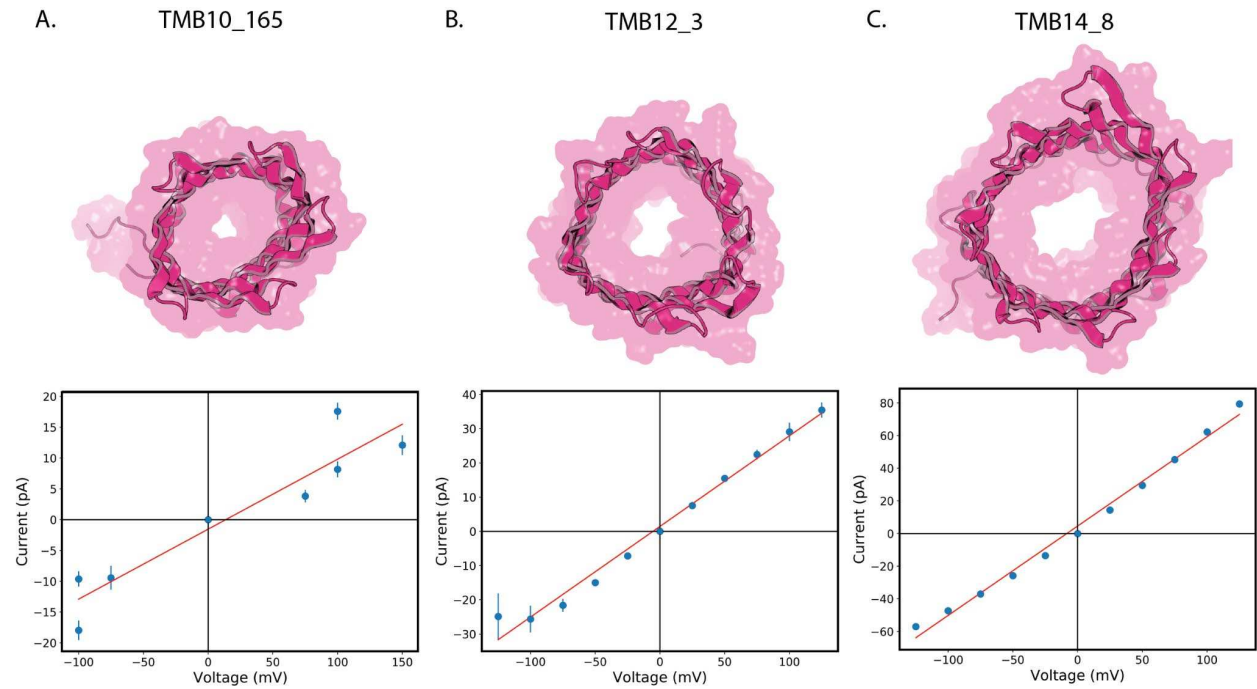 A. TMB10_165
B. TMB12_3
C. TMB14_8
20
15
10
5
0
−5
−10
−15
−20
Current (pA)
−100 −50 0 50 100 150
Voltage (mV)
40
30
20
10
0
−10
−20
−30
Current (pA)
−100 −50 0 50 100
Voltage (mV)
80
60
40
20
0
−20
−40
−60
Current (pA)
−100 −50 0 50 100
Voltage (mV)